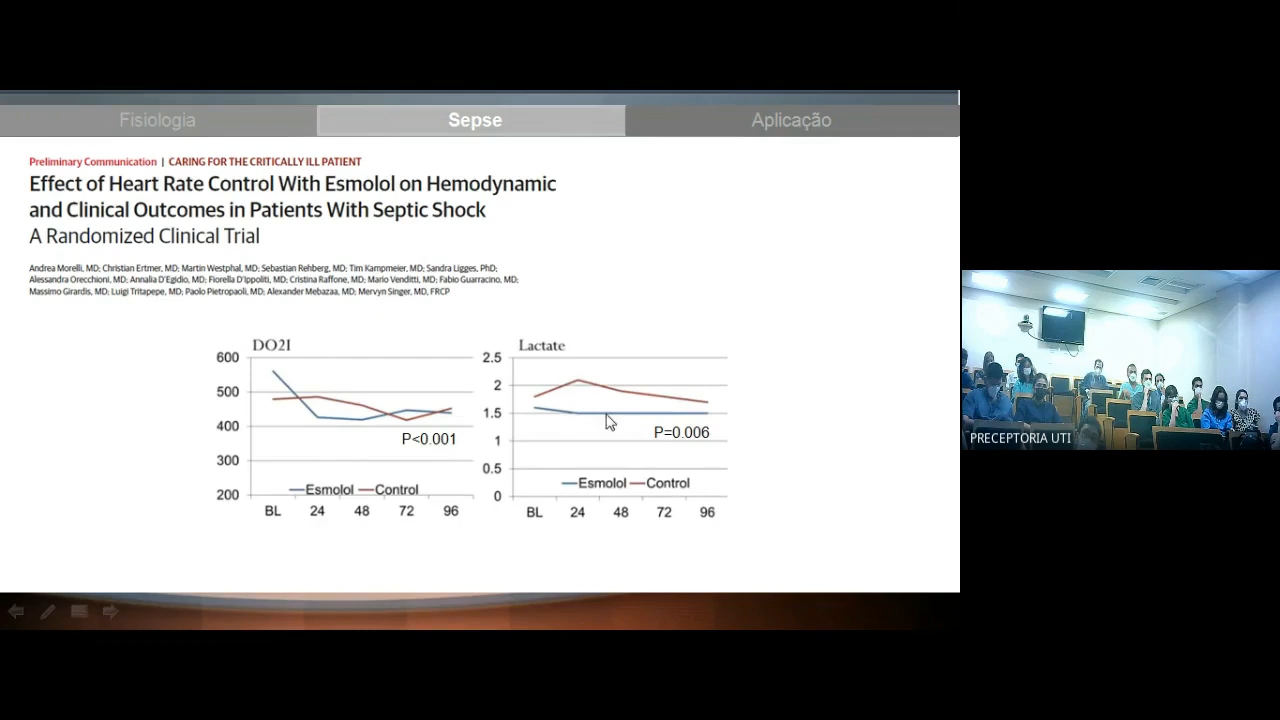 Fisiologia
Sepse
Aplicação
Preliminary Communication | CARING FOR THE CRITICALLY ILL PATIENT
Effect of Heart Rate Control With Esmolol on Hemodynamic
and Clinical Outcomes in Patients With Septic Shock
A Randomized Clinical Trial
Andrea Morelli, MD; Christian Ertmer, MD; Martin Westphal, MD; Sebastian Rehberg, MD; Tim Kampmeier, MD; Sandra Ligges, PhD;
Alessandra Orecchioni, MD; Annalia D'Egidio, MD; Fiorella D'Ippoliti, MD; Cristina Raffone, MD; Mario Venditti, MD; Fabio Guarracino, MD;
Massimo Girardis, MD; Luigi Tritapepe, MD; Paolo Pietropaoli, MD; Alexander Mebazaa, MD; Mervyn Singer, MD, FRCP
DO2I
600
500
400
300
200
P<0.001
Esmolol
Control
BL 24 48 72 96
Lactate
2.5
2
1.5
1
0.5
0
P=0.006
Esmolol
Control
BL 24 48 72 96
PRECEPTORIA UTI